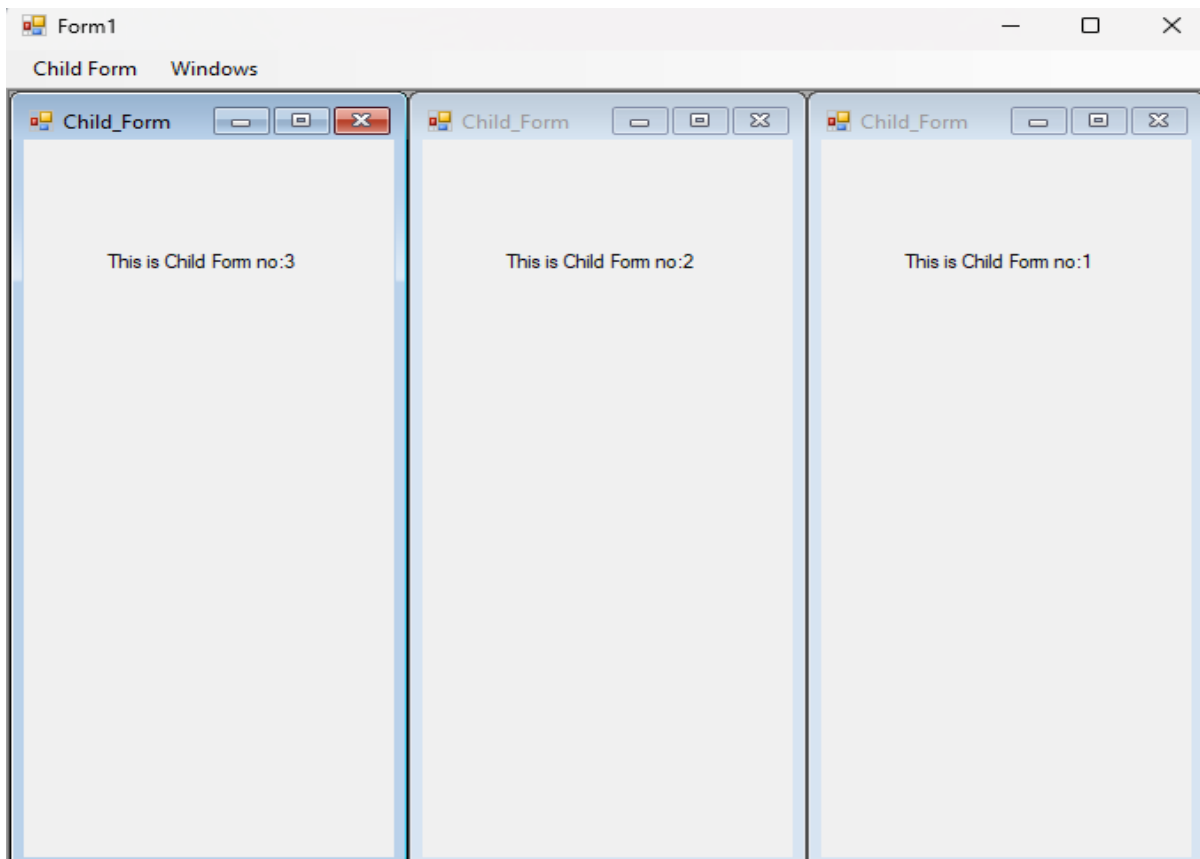 Form1
Child Form Windows
Child_Form Child_Form Child_Form
This is Child Form no:3 This is Child Form no:2 This is Child Form no:1